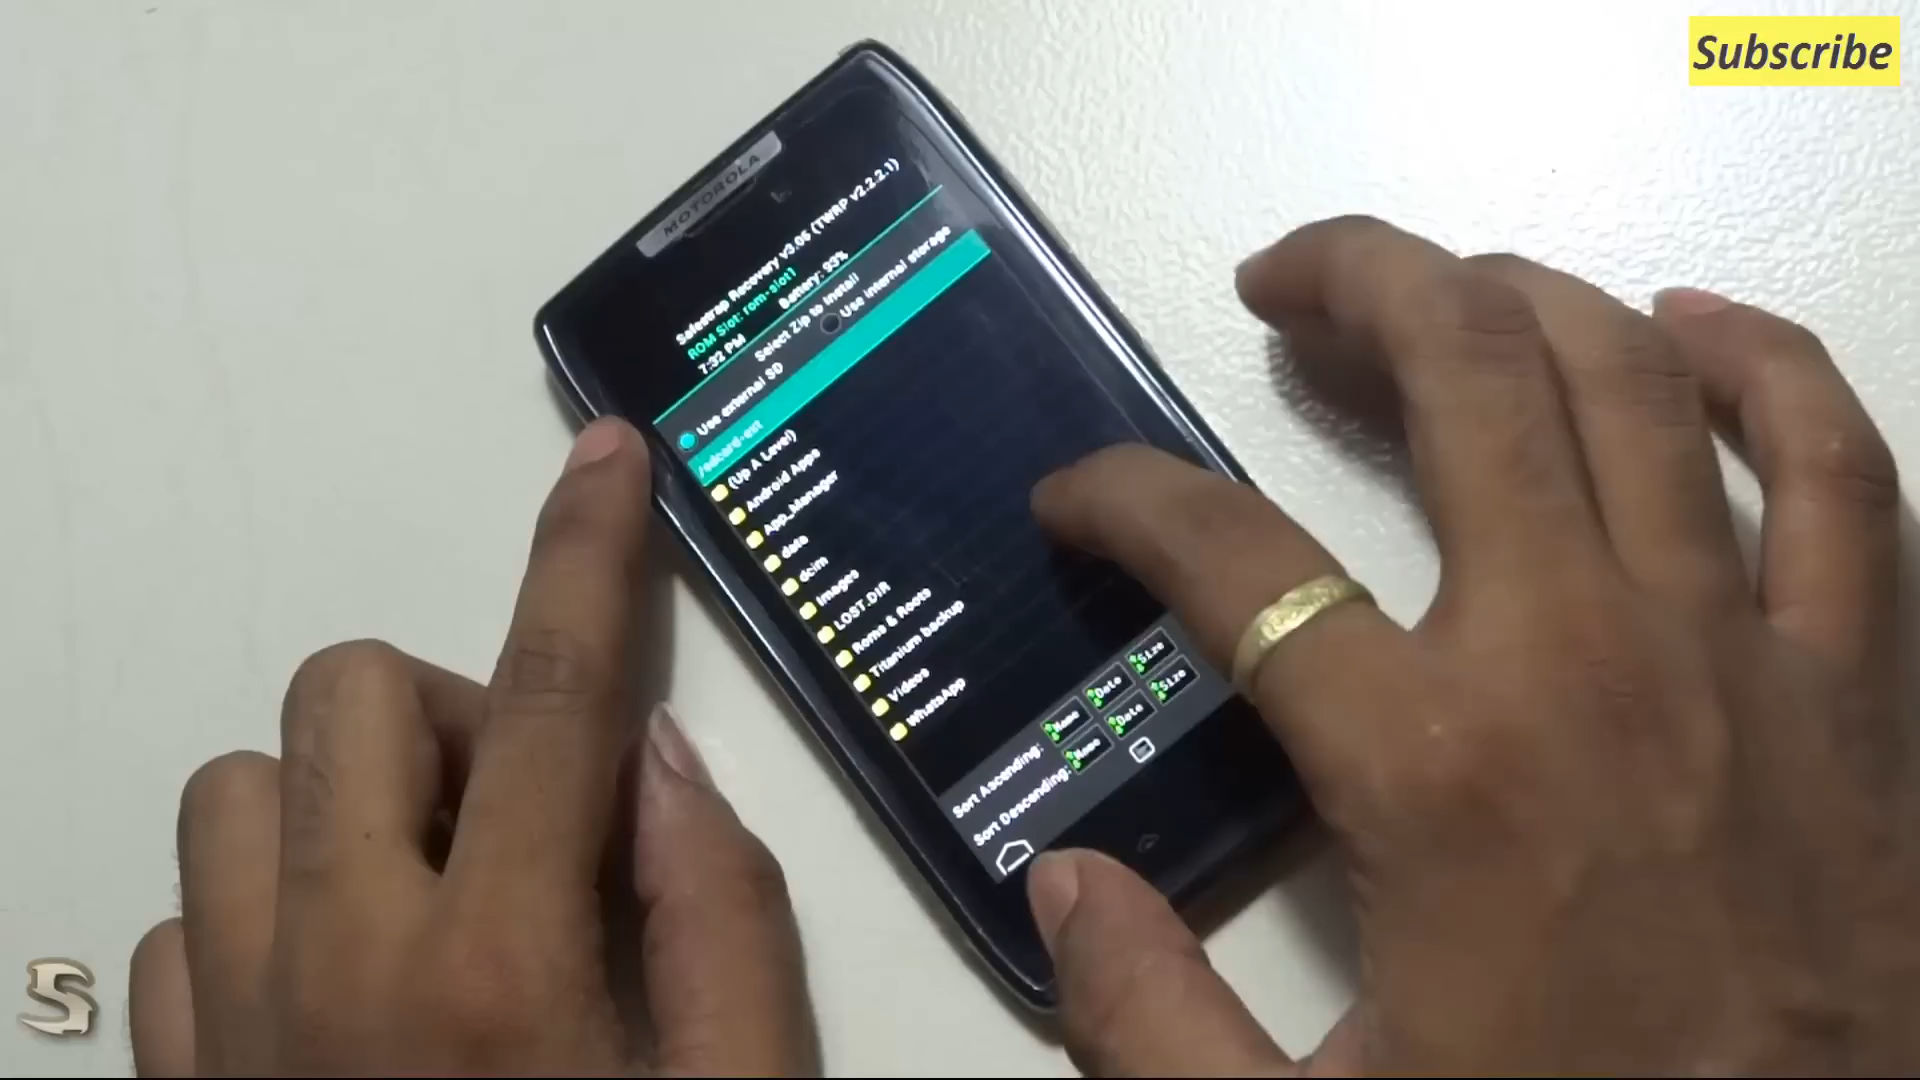 Subscribe
MOTOROLA
Safestrap Recovery v3.05 (TWRP v2.2.2.1)
ROM Slot: rom-slot1
7:32 PM Battery: 93%
Select Zip to Install
Use external SD Use internal storage
/sdcard-ext
(Up A Level)
Android Apps
App_Manager
data
dcim
Images
LOST.DIR
Roms & Roots
Titanium backup
Videos
WhatsApp
Sort Ascending: Name Date Size
Sort Descending: Name Date Size
S